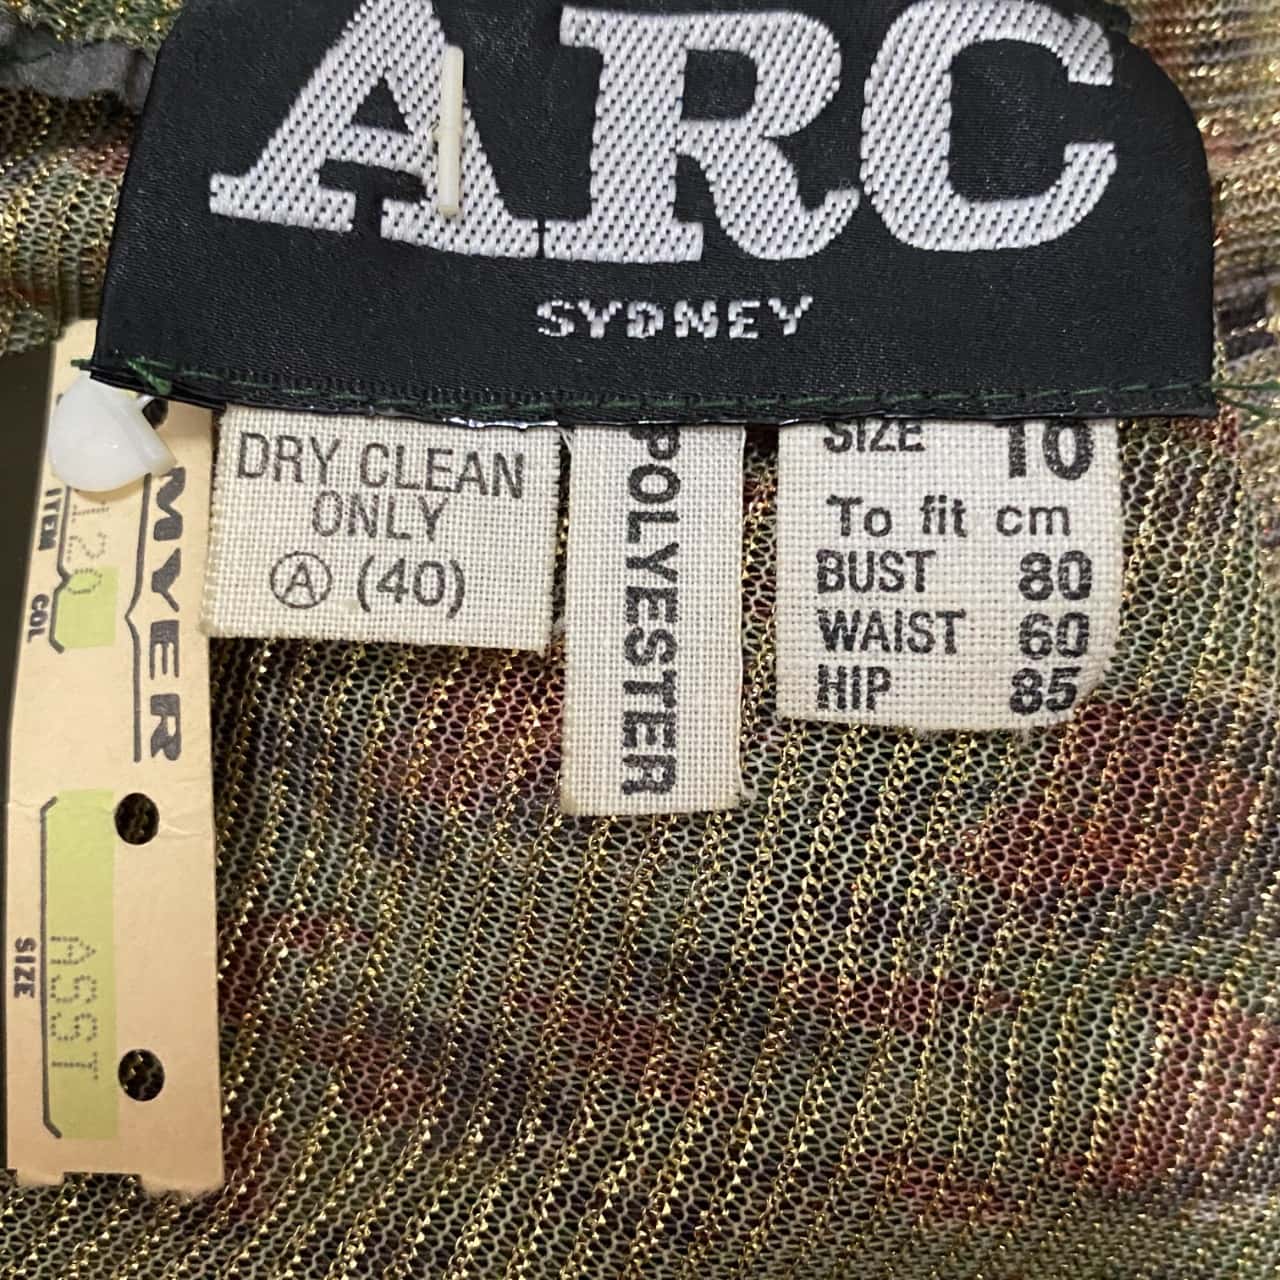 ARC
SYDNEY
DRY CLEAN
ONLY
A (40)
POLYESTER
SIZE 10
To fit cm
BUST 80
WAIST 60
HIP 85
MYER
120
ITEM COL
ASST
SIZE